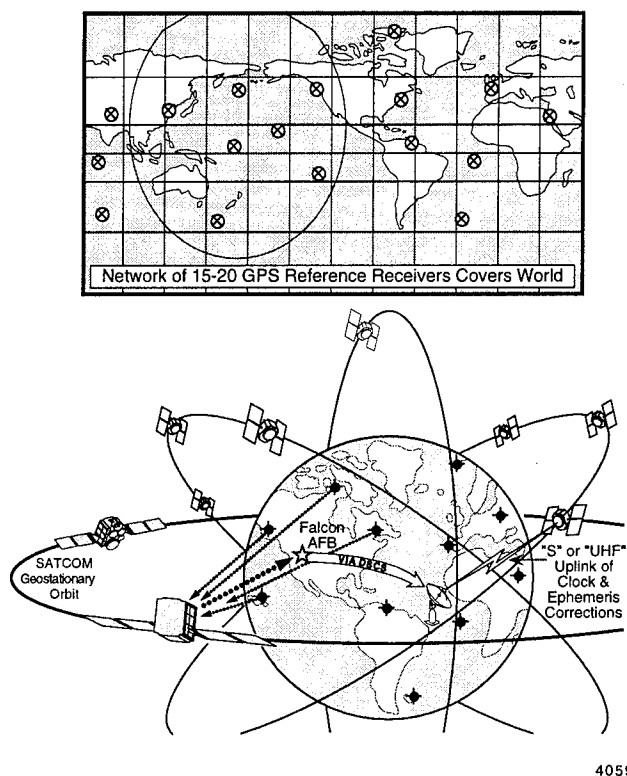 Network of 15-20 GPS Reference Receivers Covers World
Falcon
AFB
VIA DSCS
SATCOM
Geostationary
Orbit
"S" or "UHF"
Uplink of
Clock &
Ephemeris
Corrections